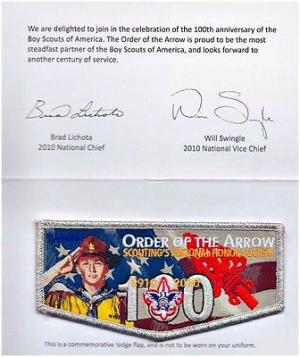 We are delighted to join in the celebration of the 100th anniversary of the
Boy Scouts of America. The Order of the Arrow is proud to be the most
steadfast partner of the Boy Scouts of America, and looks forward to
another century of service.
Brad Lichota
Will Swingle
Brad Lichota
2010 National Chief
Will Swingle
2010 National Vice Chief
ORDER OF THE ARROW
SCOUTING'S NATIONAL HONOR SOCIETY
100
This is a commemorative lodge flap, and is not to be worn on your uniform.